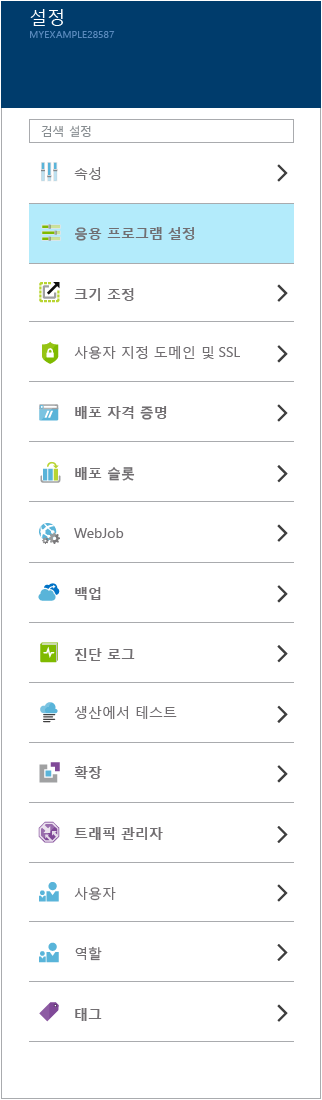 설정
MYEXAMPLE28587
검색 설정
속성
응용 프로그램 설정
크기 조정
사용자 지정 도메인 및 SSL
배포 자격 증명
배포 슬롯
WebJob
백업
진단 로그
생산에서 테스트
확장
트래픽 관리자
사용자
역할
태그